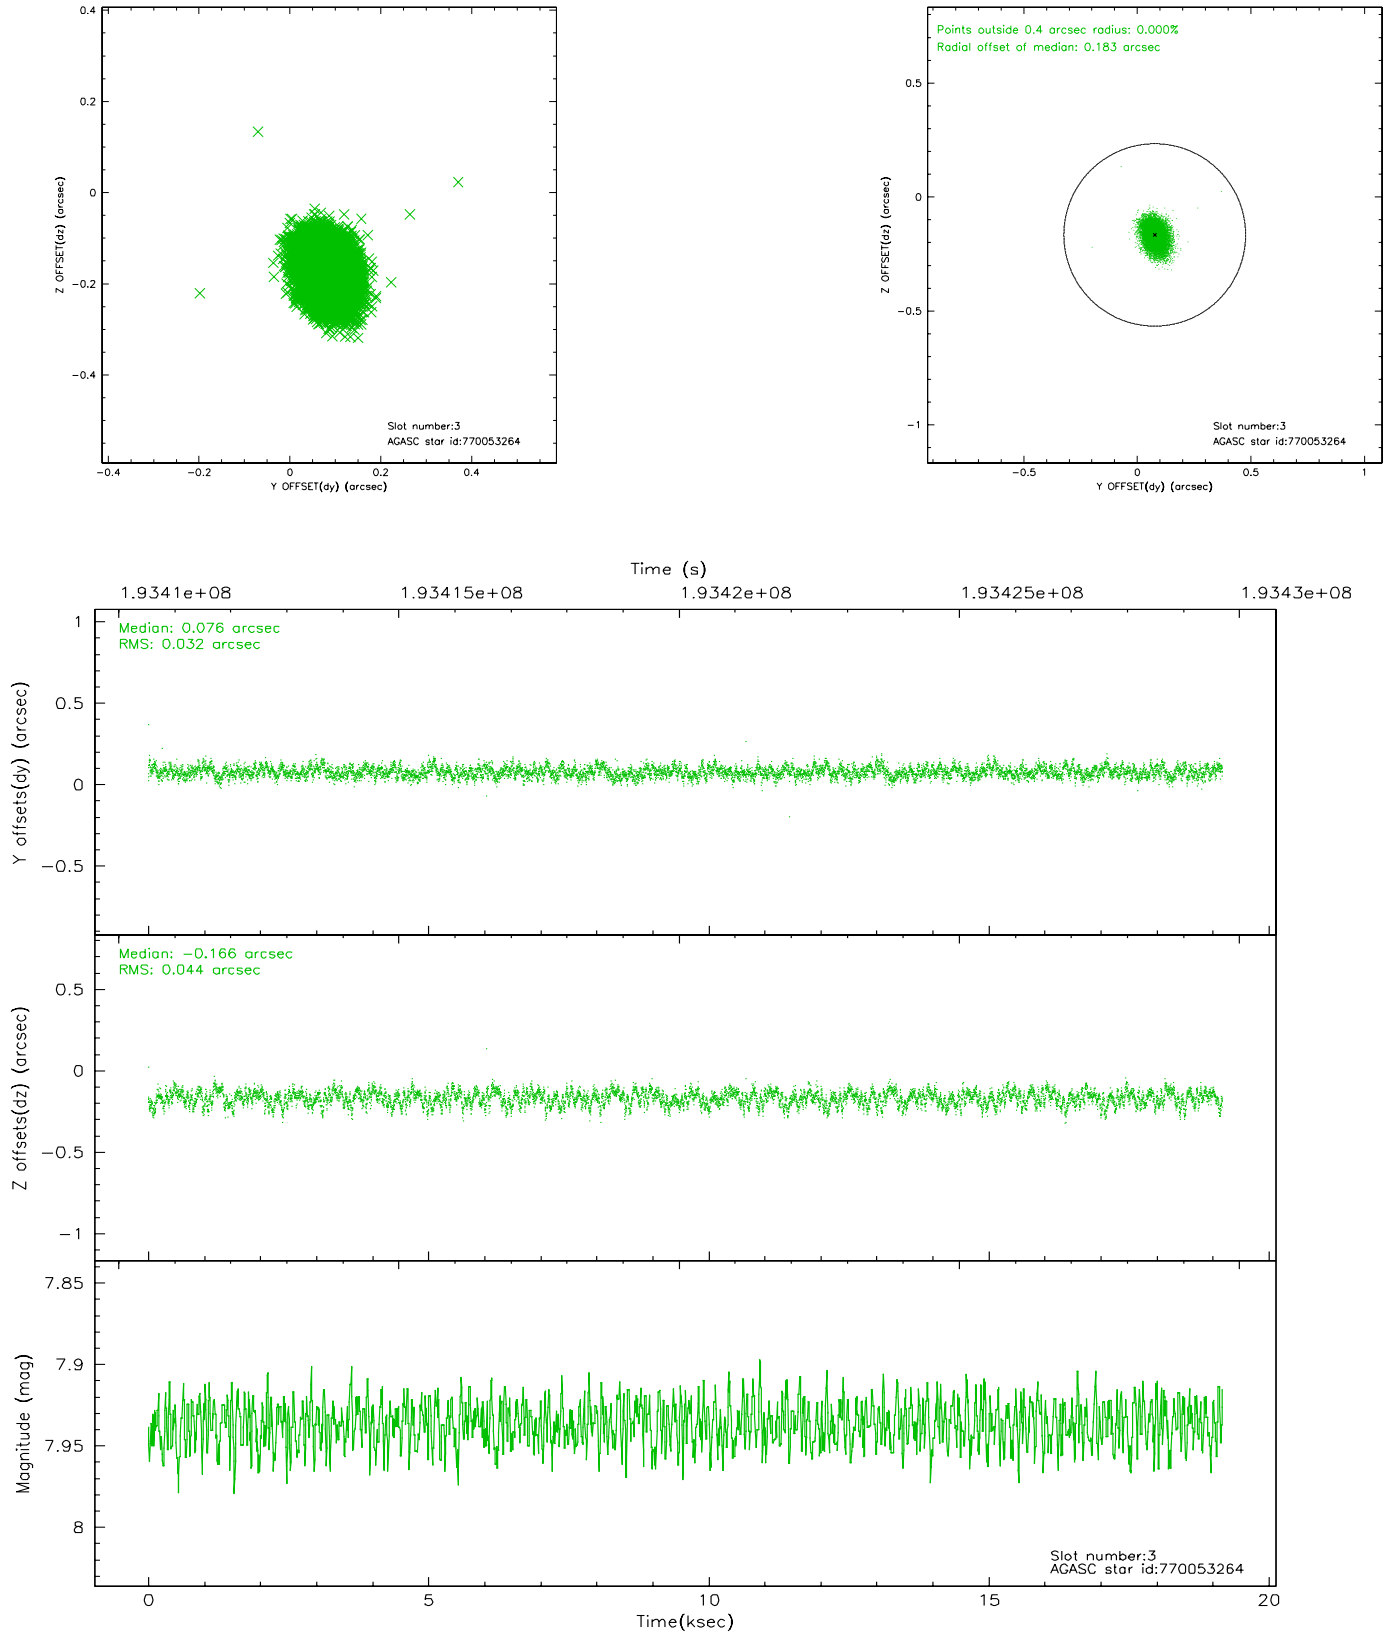 0.4
0.2
0
−0.2
−0.4
Z OFFSET(dz) (arcsec)
Slot number:3
AGASC star id:770053264
−0.4 −0.2 0 0.2 0.4
Y OFFSET(dy) (arcsec)
Points outside 0.4 arcsec radius: 0.000%
Radial offset of median: 0.183 arcsec
0.5
0
−0.5
−1
Z OFFSET(dz) (arcsec)
Slot number:3
AGASC star id:770053264
−0.5 0 0.5 1
Y OFFSET(dy) (arcsec)
Time (s)
1.9341e+08 1.93415e+08 1.9342e+08 1.93425e+08 1.9343e+08
Median: 0.076 arcsec
RMS: 0.032 arcsec
1
0.5
0
−0.5
Y offsets(dy) (arcsec)
Median: −0.166 arcsec
RMS: 0.044 arcsec
0.5
0
−0.5
−1
Z offsets(dz) (arcsec)
7.85
7.9
7.95
8
Magnitude (mag)
Slot number:3
AGASC star id:770053264
0 5 10 15 20
Time(ksec)